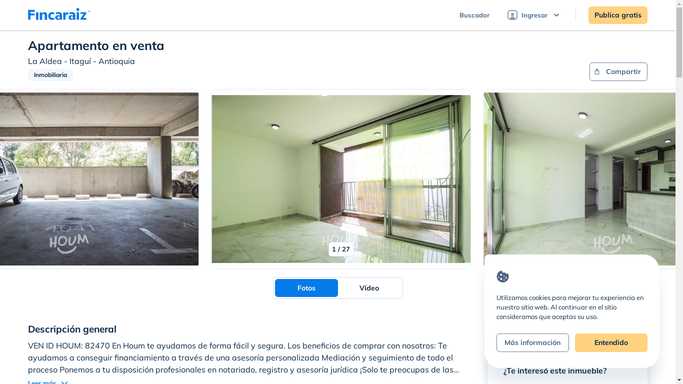 Fincaraíz
Buscador
Ingresar
Publica gratis
Apartamento en venta
La Aldea - Itaguí - Antioquia
Inmobiliaria
Compartir
HOUM
1 / 27
HOUM
Fotos
Video
Descripción general
VEN ID HOUM: 82470 En Houm te ayudamos de forma fácil y segura. Los beneficios de comprar con nosotros: Te
ayudamos a conseguir financiamiento a través de una asesoría personalizada Mediación y seguimiento de todo el
proceso Ponemos a tu disposición profesionales en notariado, registro y asesoría jurídica ¡Solo te preocupas de las...
Leer más
Utilizamos cookies para mejorar tu experiencia en
nuestro sitio web. Al continuar en el sitio
consideramos que aceptas su uso.
Más información
Entendido
¿Te interesó este inmueble?